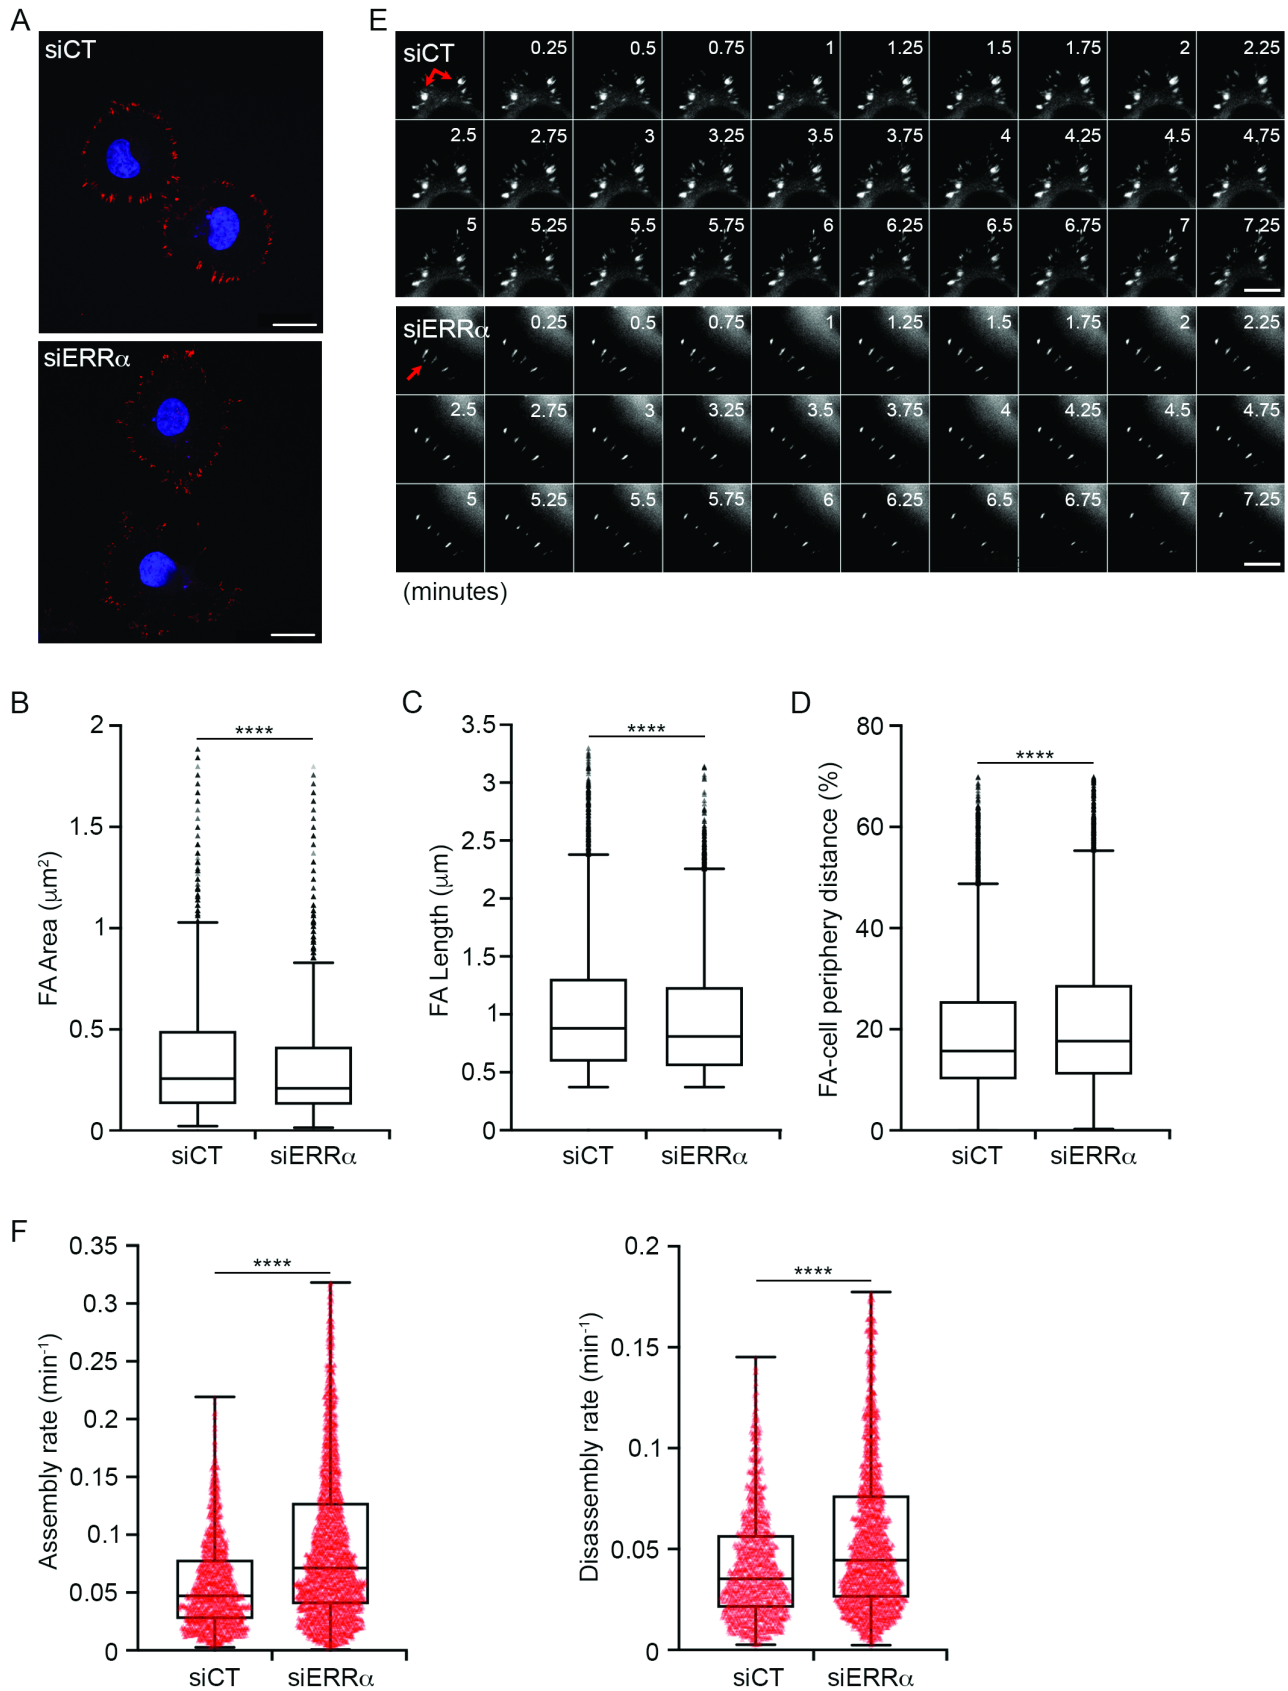 A
siCT
siERRα
E
siCT 0.25 0.5 0.75 1 1.25 1.5 1.75 2 2.25
2.5 2.75 3 3.25 3.5 3.75 4 4.25 4.5 4.75
5 5.25 5.5 5.75 6 6.25 6.5 6.75 7 7.25
siERRα 0.25 0.5 0.75 1 1.25 1.5 1.75 2 2.25
2.5 2.75 3 3.25 3.5 3.75 4 4.25 4.5 4.75
5 5.25 5.5 5.75 6 6.25 6.5 6.75 7 7.25
(minutes)
B
FA Area (μm²)
2
1.5
1
0.5
0
****
siCT siERRα
C
FA Length (μm)
3.5
3
2.5
2
1.5
1
0.5
0
****
siCT siERRα
D
FA-cell periphery distance (%)
80
60
40
20
0
****
siCT siERRα
F
Assembly rate (min⁻¹)
0.35
0.3
0.25
0.2
0.15
0.1
0.05
0
****
siCT siERRα
Disassembly rate (min⁻¹)
0.2
0.15
0.1
0.05
0
****
siCT siERRα